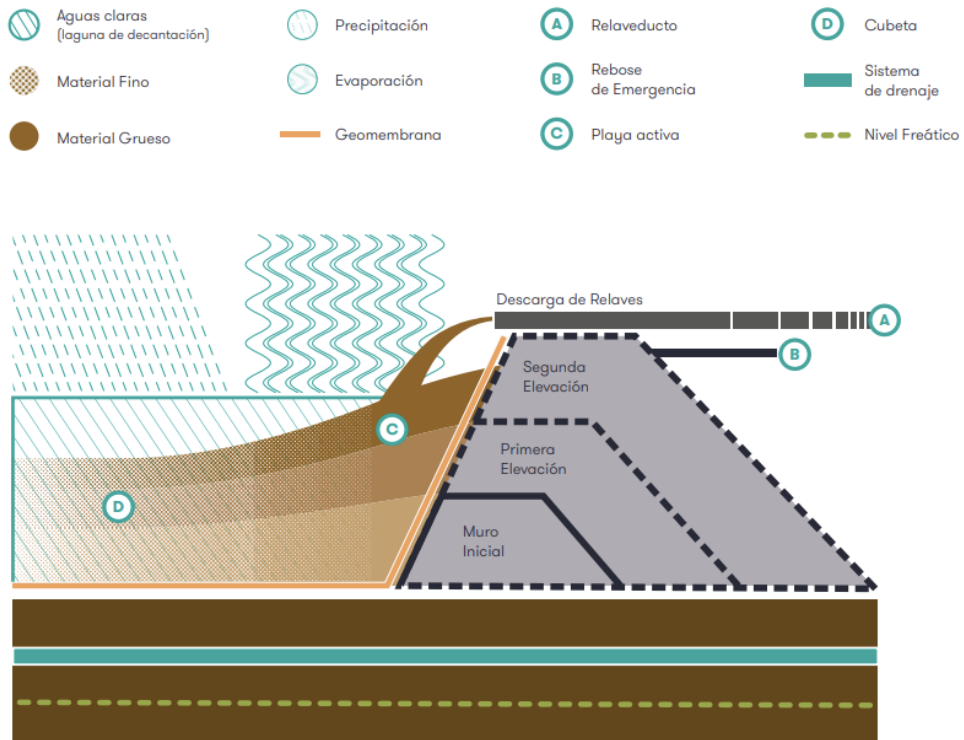 Aguas claras
(laguna de decantación)
Material Fino
Material Grueso
Precipitación
Evaporación
Geomembrana
A
Relaveducto
B
Rebose
de Emergencia
C
Playa activa
D
Cubeta
Sistema
de drenaje
Nivel Freático
Descarga de Relaves
A
B
Segunda
Elevación
C
Primera
Elevación
D
Muro
Inicial